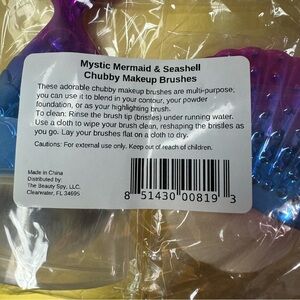 Mystic Mermaid & Seashell
Chubby Makeup Brushes
These adorable chubby makeup brushes are multi-purpose,
you can use it to blend in your contour, your powder
foundation, or as your highlighting brush.
To clean: Rinse the brush tip (bristles) under running water.
Use a cloth to wipe your brush clean, reshaping the bristles as
you go. Lay your brushes flat on a cloth to dry.
Cautions: For external use only. Keep out of reach of children.
Made in China
Distributed by:
The Beauty Spy, LLC.
Clearwater, FL 34695
8 51430 00819 3